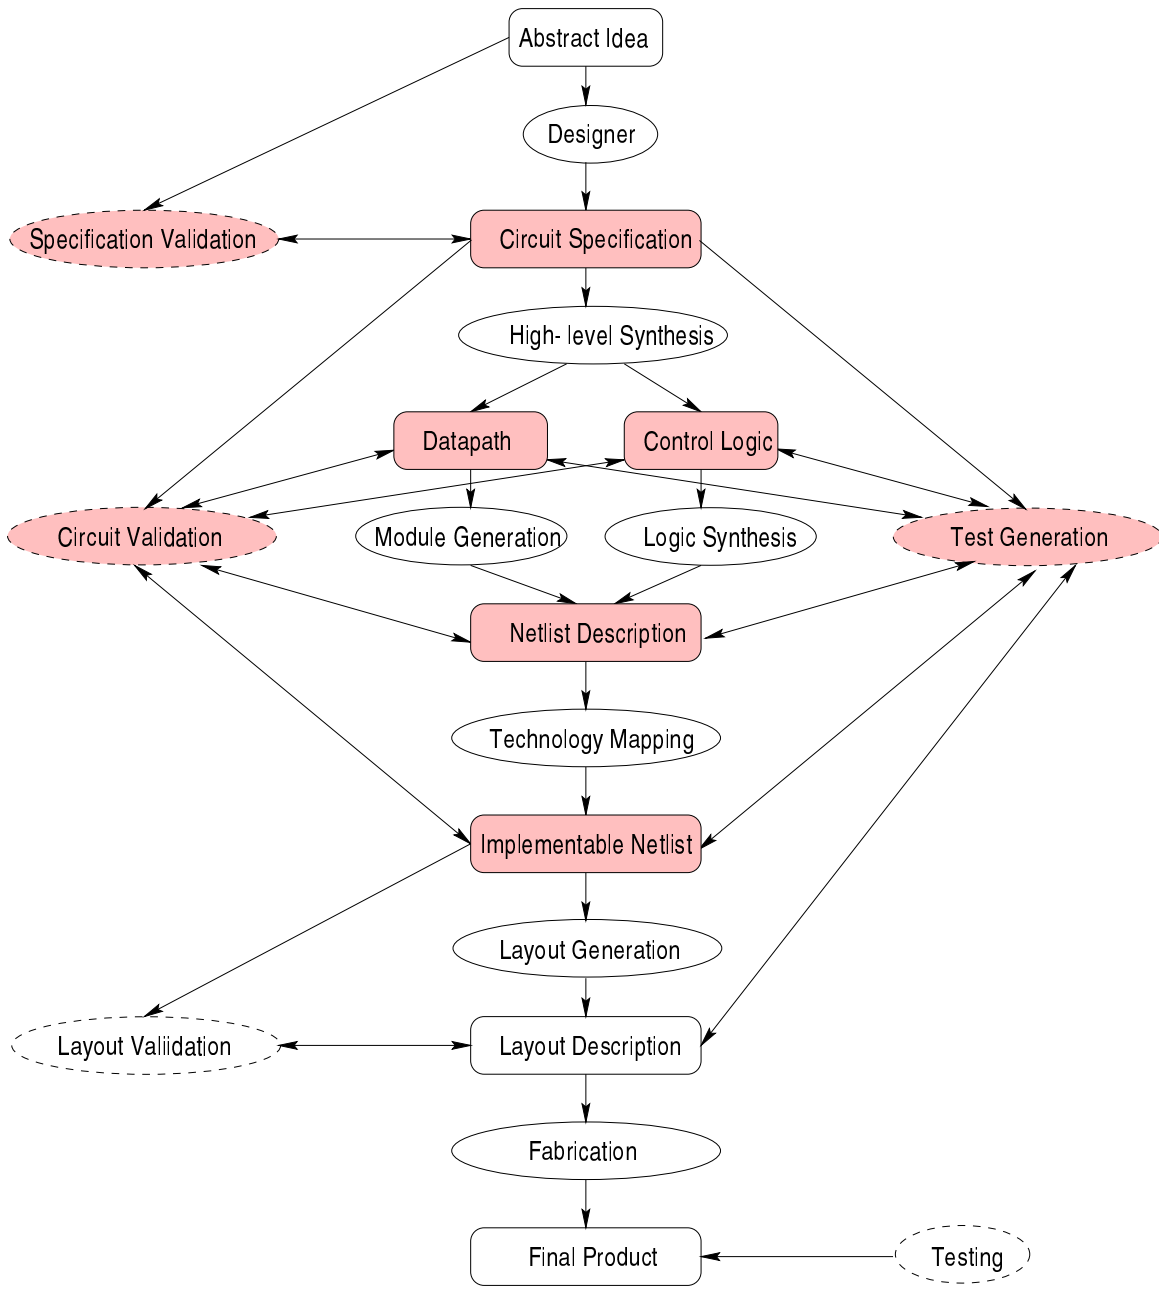 Abstract Idea
Designer
Specification Validation
Circuit Specification
High- level Synthesis
Datapath
Control Logic
Circuit Validation
Module Generation
Logic Synthesis
Test Generation
Netlist Description
Technology Mapping
Implementable Netlist
Layout Generation
Layout Valiidation
Layout Description
Fabrication
Final Product
Testing